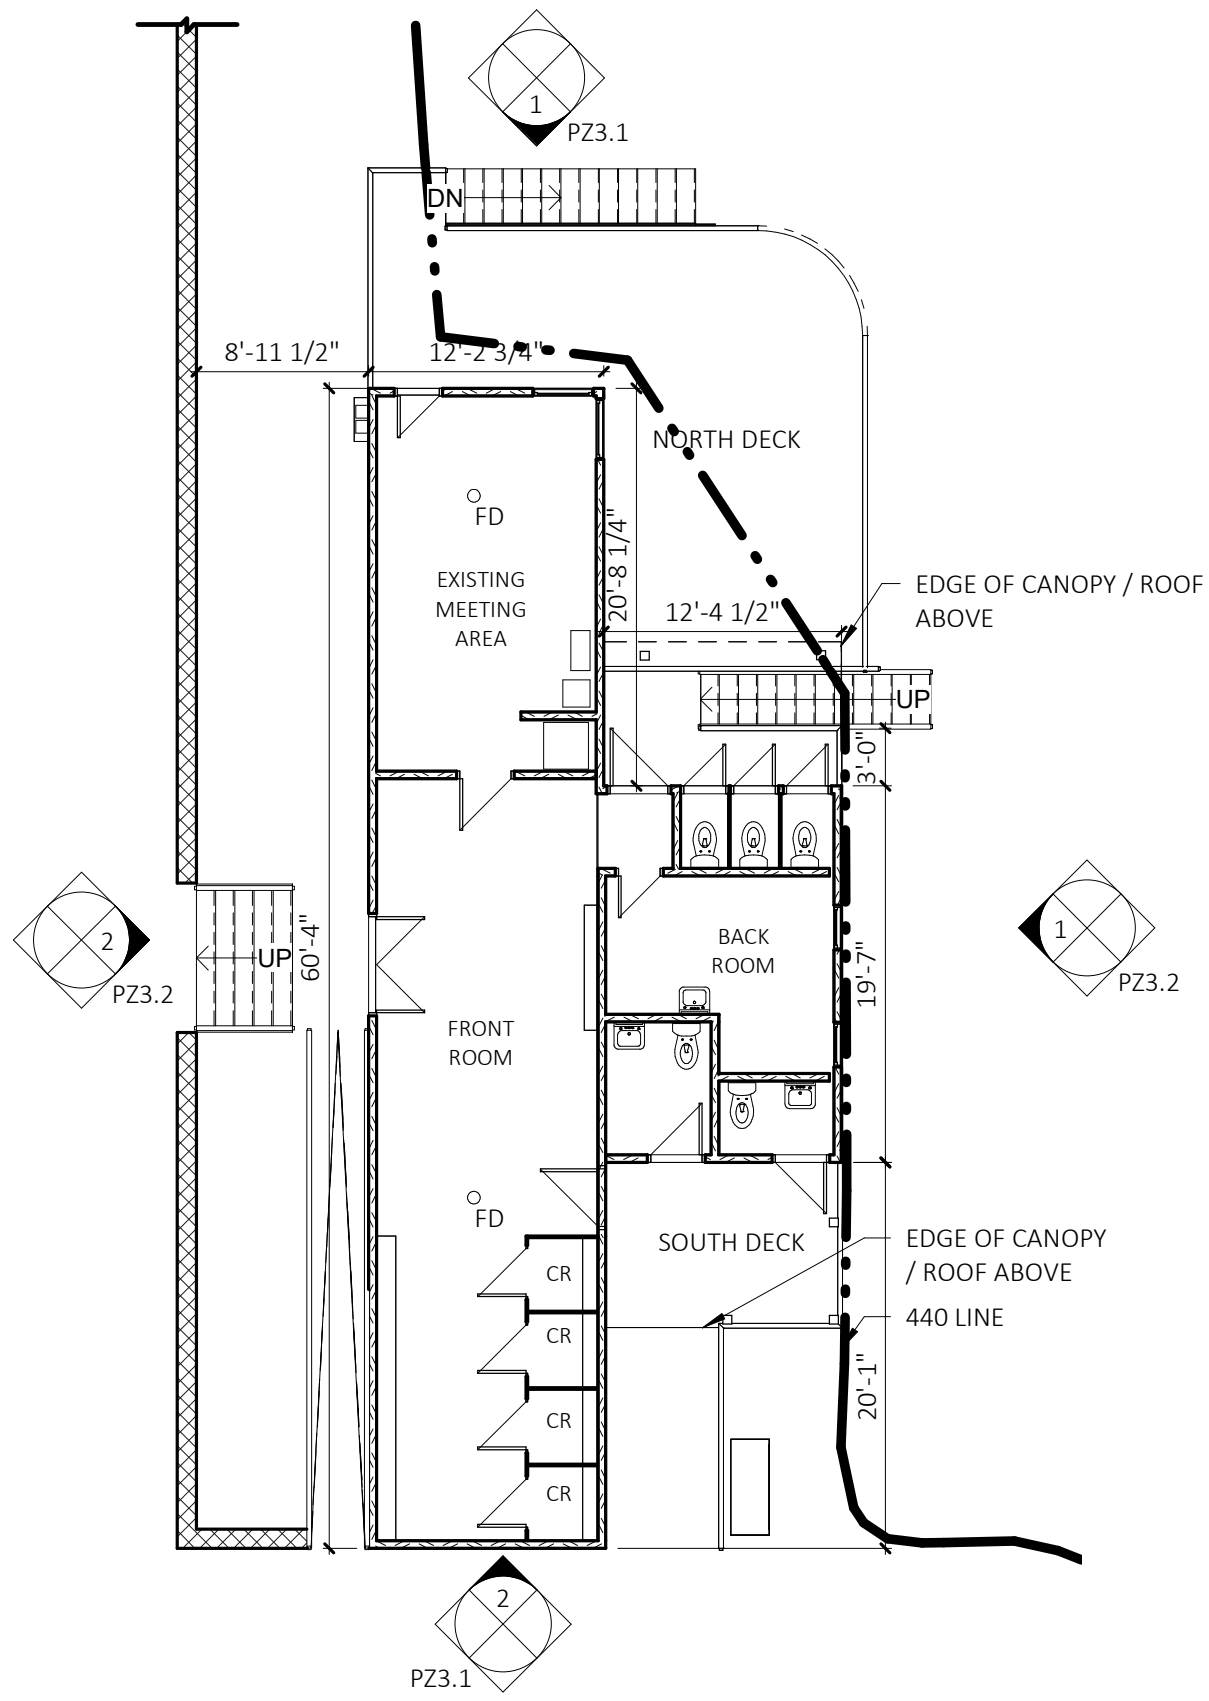 1
PZ3.1
DN
8'-11 1/2"
12'-2 3/4"
NORTH DECK
FD
20'-8 1/4"
EXISTING
MEETING
AREA
12'-4 1/2"
EDGE OF CANOPY / ROOF
ABOVE
UP
3'-0"
2
PZ3.2
UP
60'-4"
BACK
ROOM
19'-7"
1
PZ3.2
FRONT
ROOM
FD
SOUTH DECK
EDGE OF CANOPY
/ ROOF ABOVE
440 LINE
CR
CR
CR
CR
20'-1"
2
PZ3.1